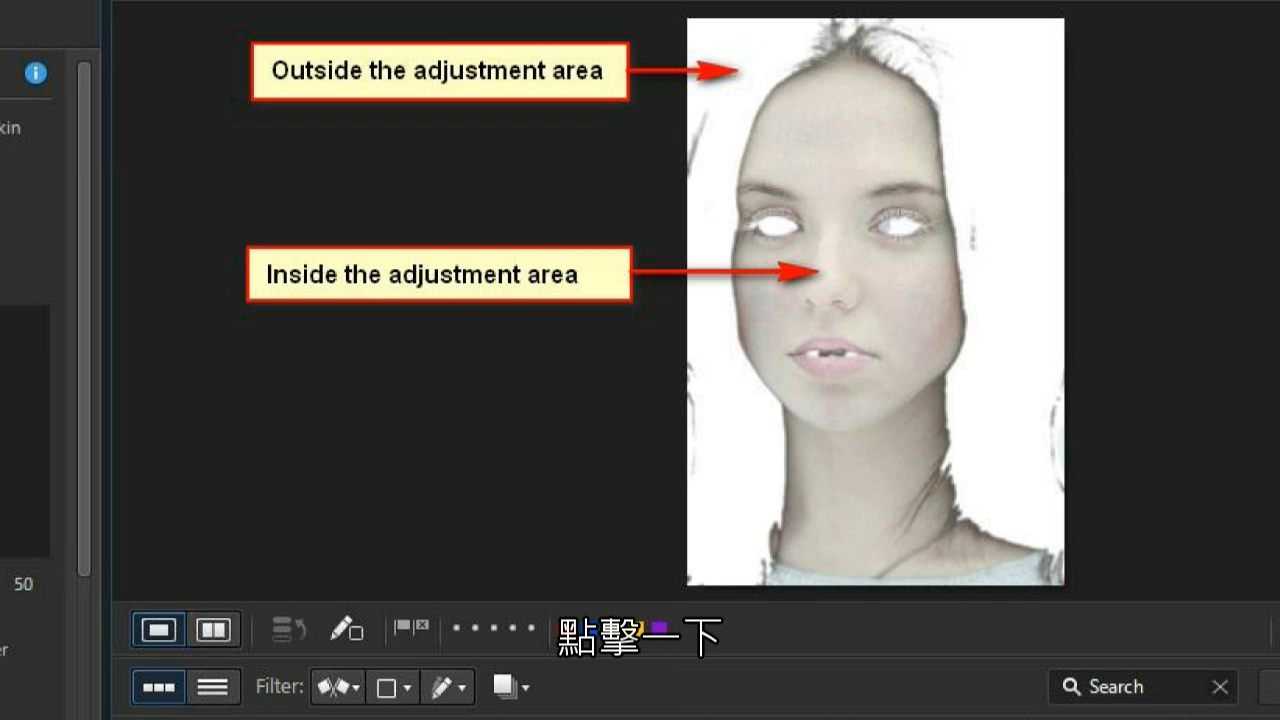 Outside the adjustment area
kin
Inside the adjustment area
50
er
點擊一下
Filter:
Search